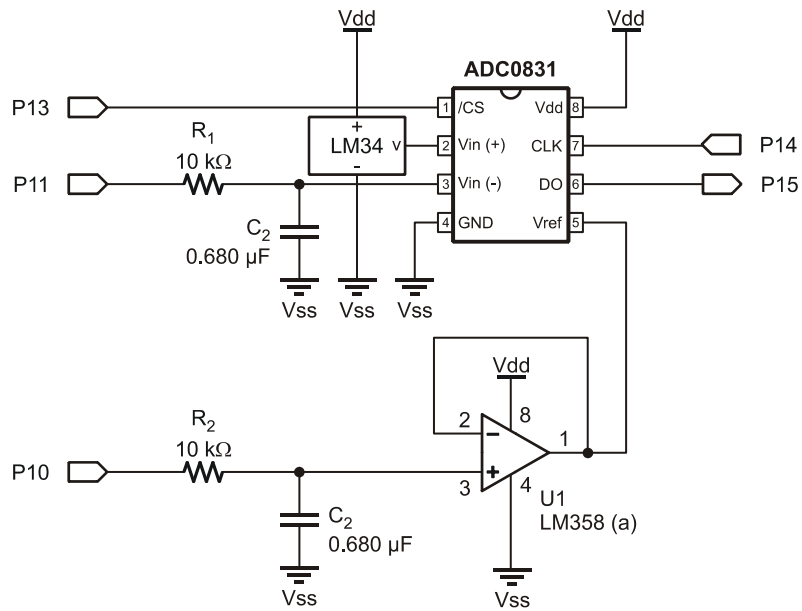 Vdd
Vdd
ADC0831
P13
1 /CS
Vdd 8
R1
10 kΩ
+
LM34 v
-
2 Vin (+)
CLK 7
P14
P11
3 Vin (-)
DO 6
P15
4 GND
Vref 5
C2
0.680 µF
Vss
Vss
Vss
Vdd
R2
10 kΩ
2
8
1
P10
3
4
U1
LM358 (a)
C2
0.680 µF
Vss
Vss